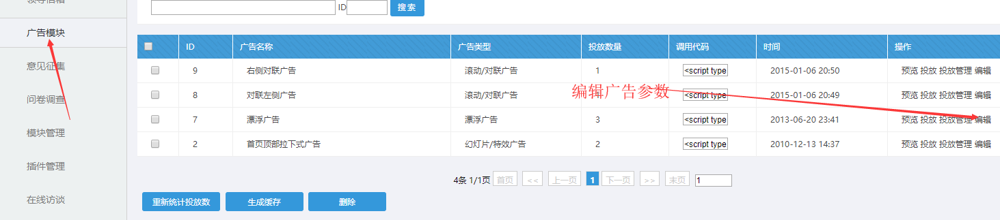 ID
搜索
广告模块
意见征集
问卷调查
模块管理
插件管理
在线访谈
ID 广告名称 广告类型 投放数量 调用代码 时间 操作
9 右侧对联广告 滚动/对联广告 1 <script type 2015-01-06 20:50 预览 投放 投放管理 编辑
8 对联左侧广告 滚动/对联广告 <script type 2015-01-06 20:49 预览 投放 投放管理 编辑
编辑广告参数
7 漂浮广告 漂浮广告 3 <script type 2013-06-20 23:41 预览 投放 投放管理 编辑
2 首页顶部拉下式广告 幻灯片/特效广告 2 <script type 2010-12-13 14:37 预览 投放 投放管理 编辑
4条 1/1页 首页 << 上一页 1 下一页 >> 末页 1
重新统计投放数 生成缓存 删除